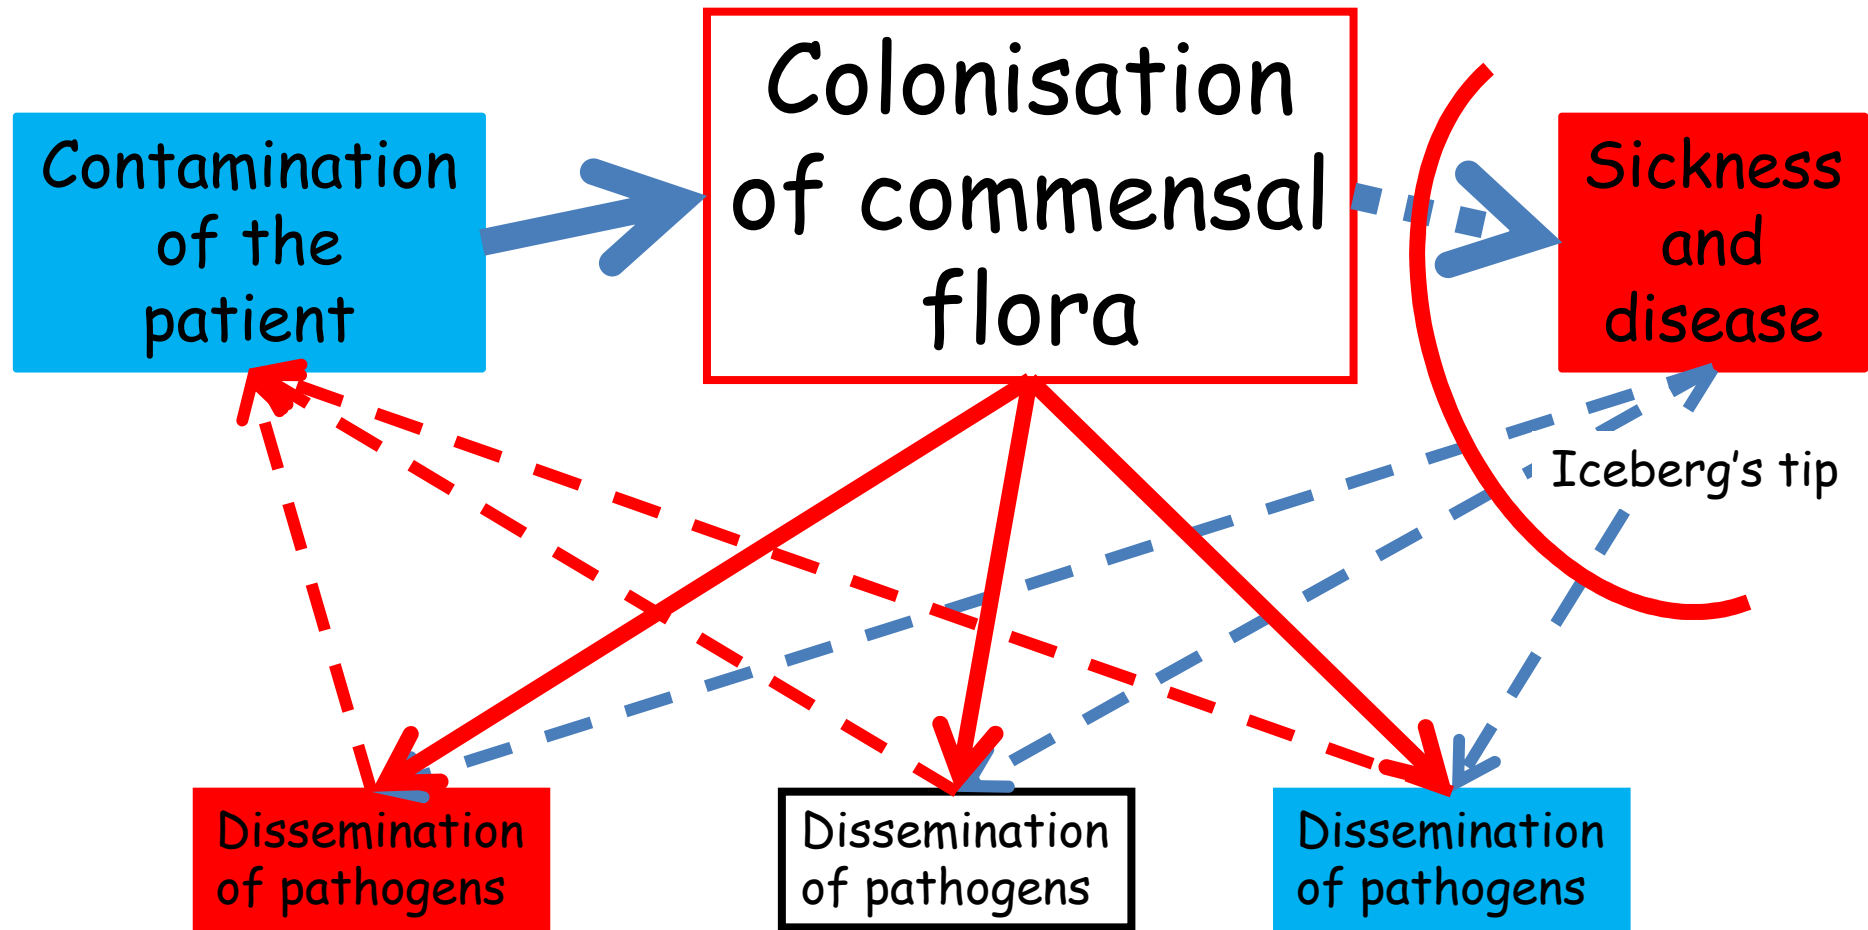 Contamination
of the
patient
Colonisation
of commensal
flora
Sickness
and
disease
Iceberg's tip
Dissemination
of pathogens
Dissemination
of pathogens
Dissemination
of pathogens